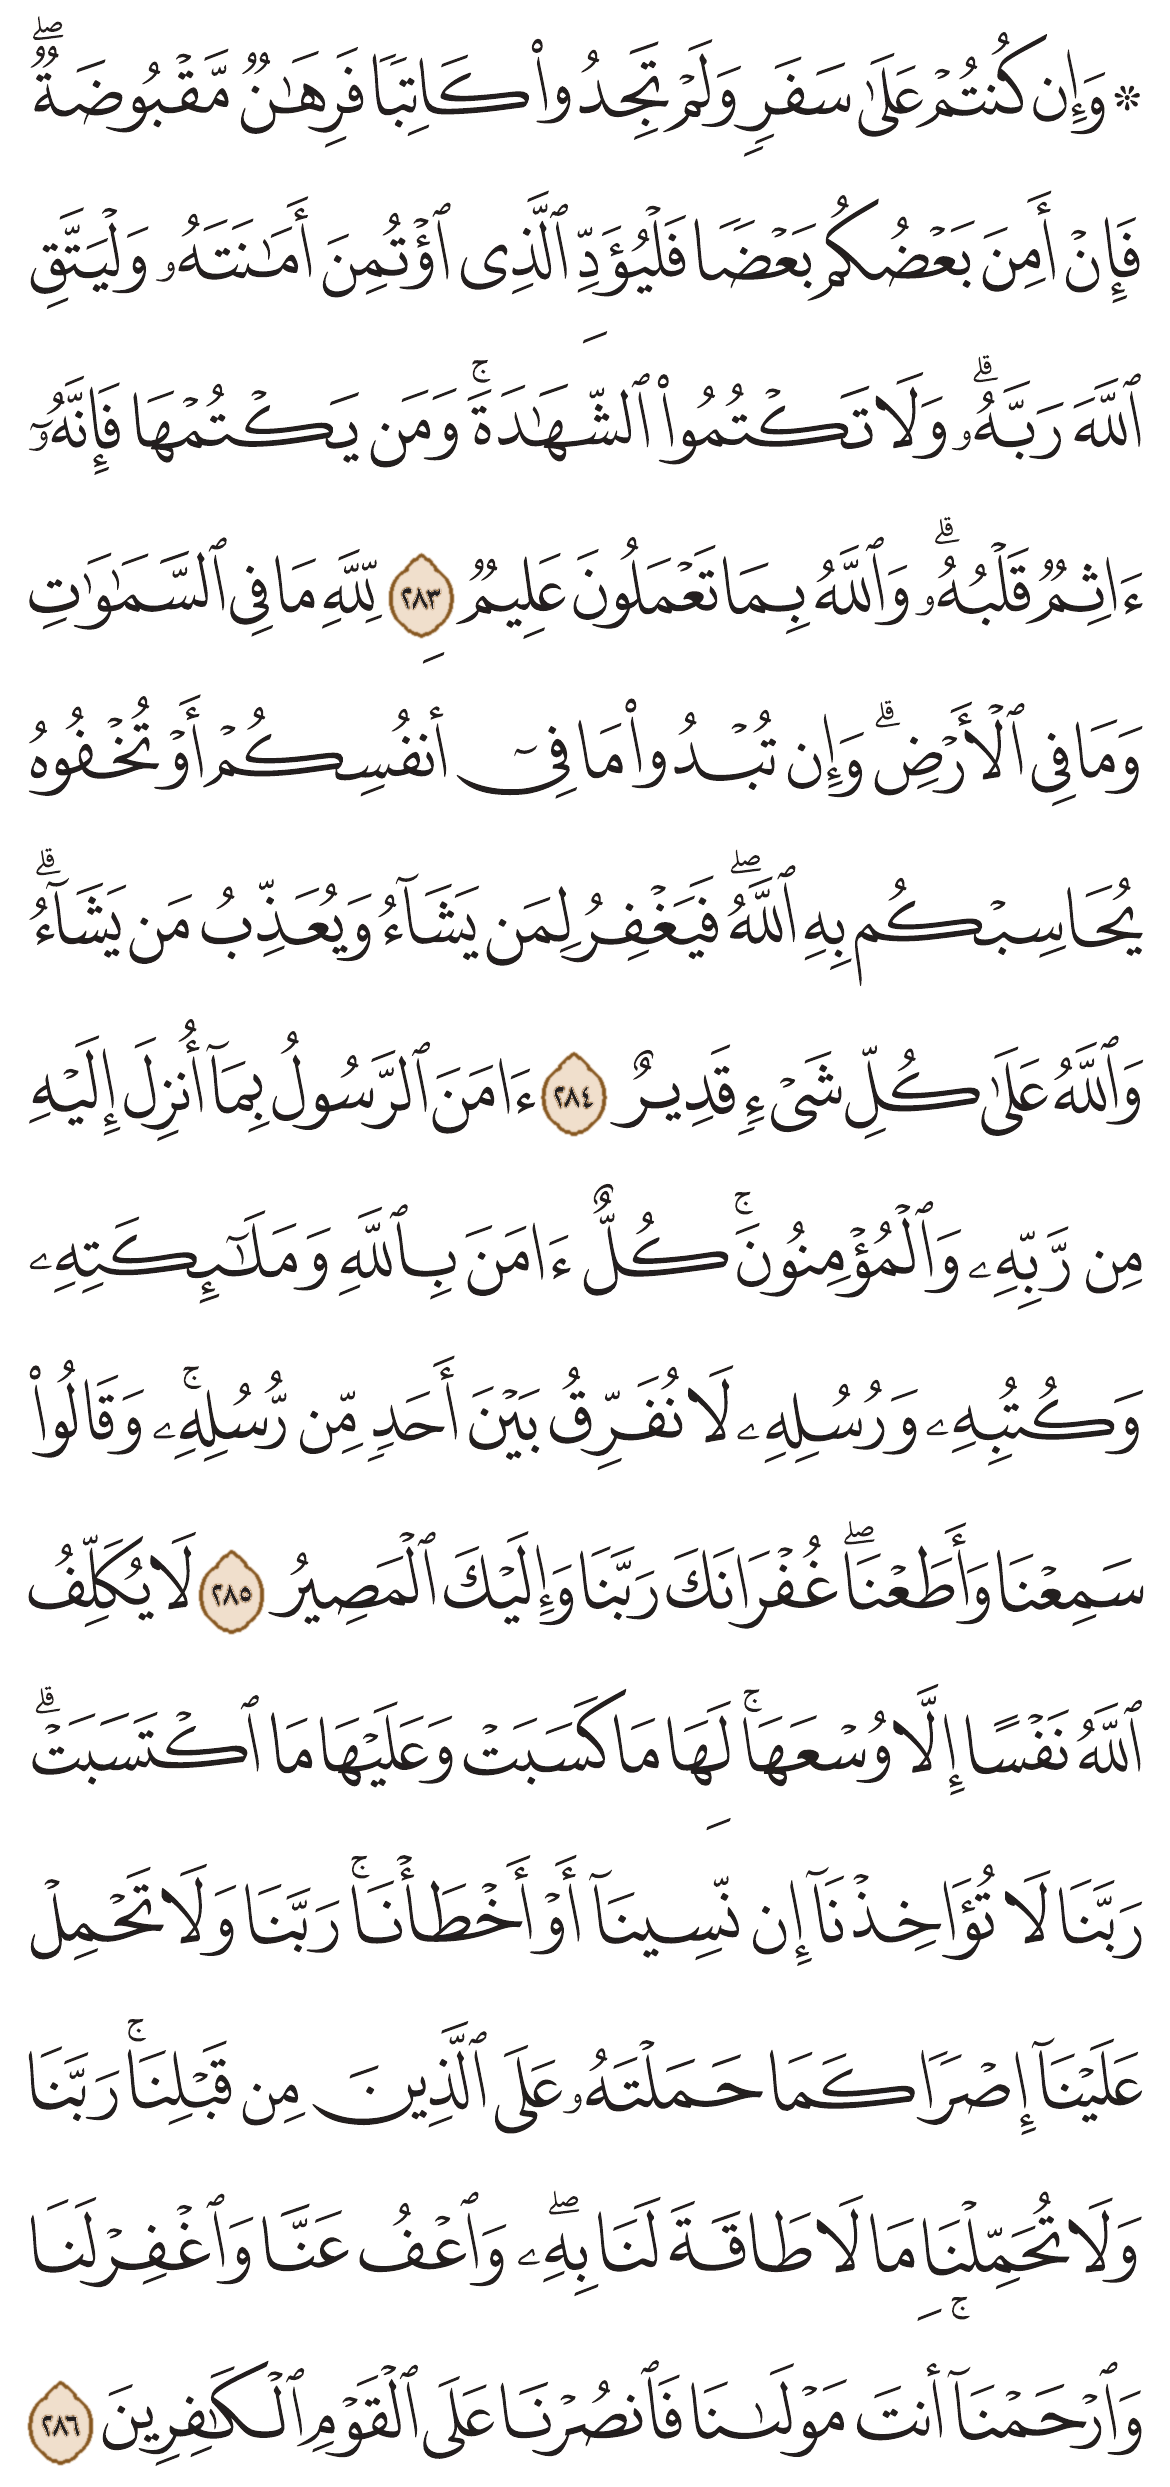 ۞ وَإِن كُنتُمۡ عَلَىٰ سَفَرٖ وَلَمۡ تَجِدُواْ كَاتِبٗا فَرِهَٰنٞ مَّقۡبُوضَةٞۖ
فَإِنۡ أَمِنَ بَعۡضُكُم بَعۡضٗا فَلۡيُؤَدِّ ٱلَّذِي ٱؤۡتُمِنَ أَمَٰنَتَهُۥ وَلۡيَتَّقِ
ٱللَّهَ رَبَّهُۥۗ وَلَا تَكۡتُمُواْ ٱلشَّهَٰدَةَۚ وَمَن يَكۡتُمۡهَا فَإِنَّهُۥٓ
ءَاثِمٞ قَلۡبُهُۥۗ وَٱللَّهُ بِمَا تَعۡمَلُونَ عَلِيمٞ ٢٨٣ لِّلَّهِ مَا فِي ٱلسَّمَٰوَٰتِ
وَمَا فِي ٱلۡأَرۡضِۗ وَإِن تُبۡدُواْ مَا فِيٓ أَنفُسِكُمۡ أَوۡ تُخۡفُوهُ
يُحَاسِبۡكُم بِهِ ٱللَّهُۖ فَيَغۡفِرُ لِمَن يَشَآءُ وَيُعَذِّبُ مَن يَشَآءُۗ
وَٱللَّهُ عَلَىٰ كُلِّ شَيۡءٖ قَدِيرٌ ٢٨٤ ءَامَنَ ٱلرَّسُولُ بِمَآ أُنزِلَ إِلَيۡهِ
مِن رَّبِّهِۦ وَٱلۡمُؤۡمِنُونَۚ كُلٌّ ءَامَنَ بِٱللَّهِ وَمَلَٰٓئِكَتِهِۦ
وَكُتُبِهِۦ وَرُسُلِهِۦ لَا نُفَرِّقُ بَيۡنَ أَحَدٖ مِّن رُّسُلِهِۦۚ وَقَالُواْ
سَمِعۡنَا وَأَطَعۡنَاۖ غُفۡرَانَكَ رَبَّنَا وَإِلَيۡكَ ٱلۡمَصِيرُ ٢٨٥ لَا يُكَلِّفُ
ٱللَّهُ نَفۡسًا إِلَّا وُسۡعَهَاۚ لَهَا مَا كَسَبَتۡ وَعَلَيۡهَا مَا ٱكۡتَسَبَتۡۗ
رَبَّنَا لَا تُؤَاخِذۡنَآ إِن نَّسِينَآ أَوۡ أَخۡطَأۡنَاۚ رَبَّنَا وَلَا تَحۡمِلۡ
عَلَيۡنَآ إِصۡرٗا كَمَا حَمَلۡتَهُۥ عَلَى ٱلَّذِينَ مِن قَبۡلِنَاۚ رَبَّنَا
وَلَا تُحَمِّلۡنَا مَا لَا طَاقَةَ لَنَا بِهِۦۖ وَٱعۡفُ عَنَّا وَٱغۡفِرۡ لَنَا
وَٱرۡحَمۡنَآۚ أَنتَ مَوۡلَىٰنَا فَٱنصُرۡنَا عَلَى ٱلۡقَوۡمِ ٱلۡكَٰفِرِينَ ٢٨٦